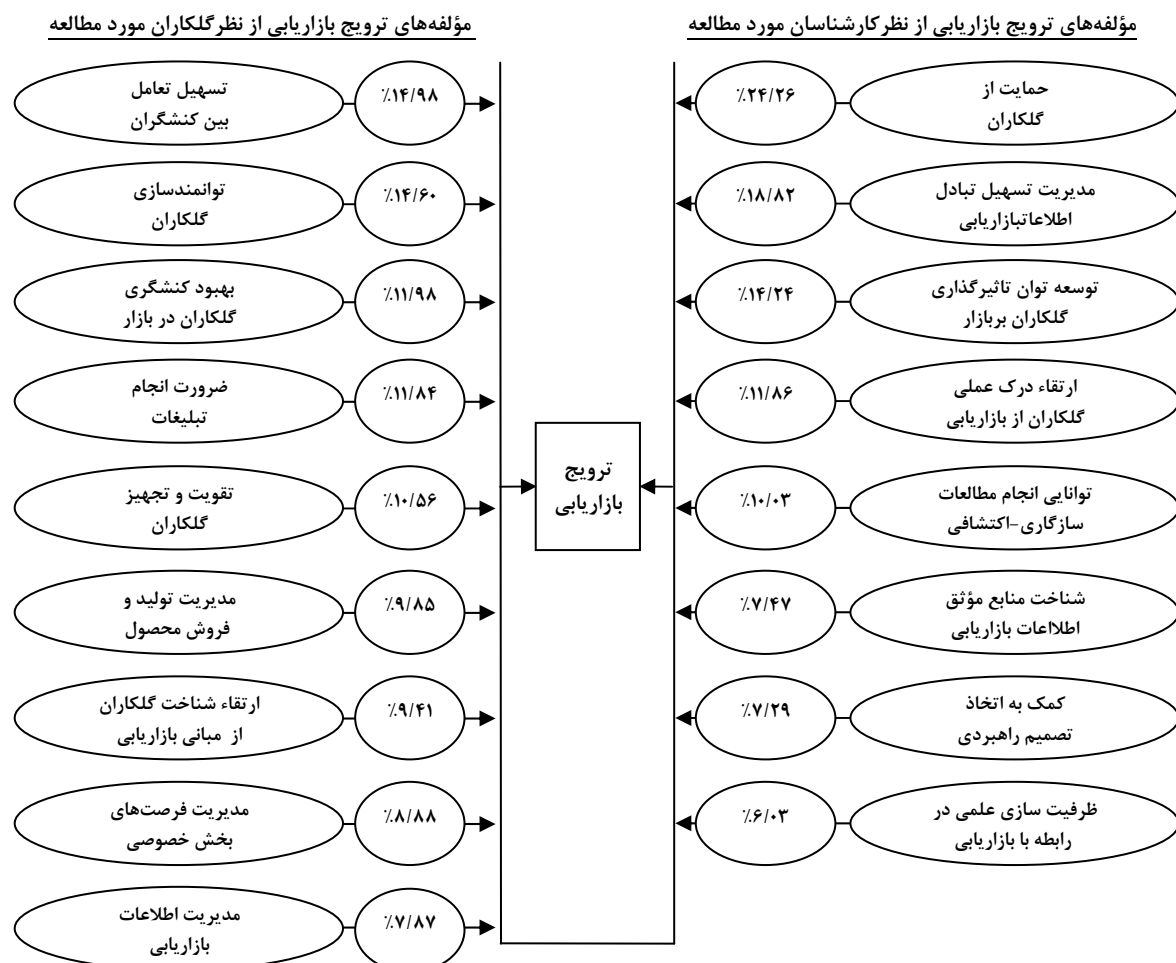 مؤلفه‌های ترویج بازاریابی از نظر کارشناسان مورد مطالعه
حمایت از
گلکاران
٪۲۴/۲۶
مدیریت تسهیل تبادل
اطلاعاتبازاریابی
٪۱۸/۸۲
توسعه توان تاثیرگذاری
گلکاران بربازار
٪۱۴/۲۴
ارتقاء درک عملی
گلکاران از بازاریابی
٪۱۱/۸۶
توانایی انجام مطالعات
سازگاری-اکتشافی
٪۱۰/۰۳
شناخت منابع مؤثق
اطلااعات بازاریابی
٪۷/۴۷
کمک به اتخاذ
تصمیم راهبردی
٪۷/۲۹
ظرفیت سازی علمی در
رابطه با بازاریابی
٪۶/۰۳
ترویج
بازاریابی
مؤلفه‌های ترویج بازاریابی از نظر گلکاران مورد مطالعه
٪۱۴/۹۸
تسهیل تعامل
بین کنشگران
٪۱۴/۶۰
توانمندسازی
گلکاران
٪۱۱/۹۸
بهبود کنشگری
گلکاران در بازار
٪۱۱/۸۴
ضرورت انجام
تبلیغات
٪۱۰/۵۶
تقویت و تجهیز
گلکاران
٪۹/۸۵
مدیریت تولید و
فروش محصول
٪۹/۴۱
ارتقاء شناخت گلکاران
از مبانی بازاریابی
٪۸/۸۸
مدیریت فرصت‌های
بخش خصوصی
٪۷/۸۷
مدیریت اطلاعات
بازاریابی